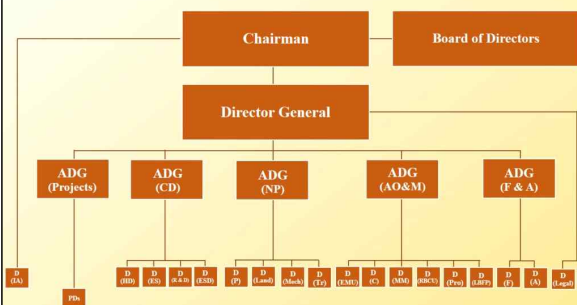 Chairman
Board of Directors
Director General
ADG
(Projects)
ADG
(CD)
ADG
(NP)
ADG
(AO&M)
ADG
(F & A)
D
(IA)
PDs
D
(HD)
D
(ES)
D
(R & D)
D
(ESD)
D
(P)
D
(Land)
D
(Mech)
D
(Tr)
D
(EMU)
D
(C)
D
(MM)
D
(RBCU)
D
(Pro)
D
(LRFP)
D
(F)
D
(A)
D
(Legal)